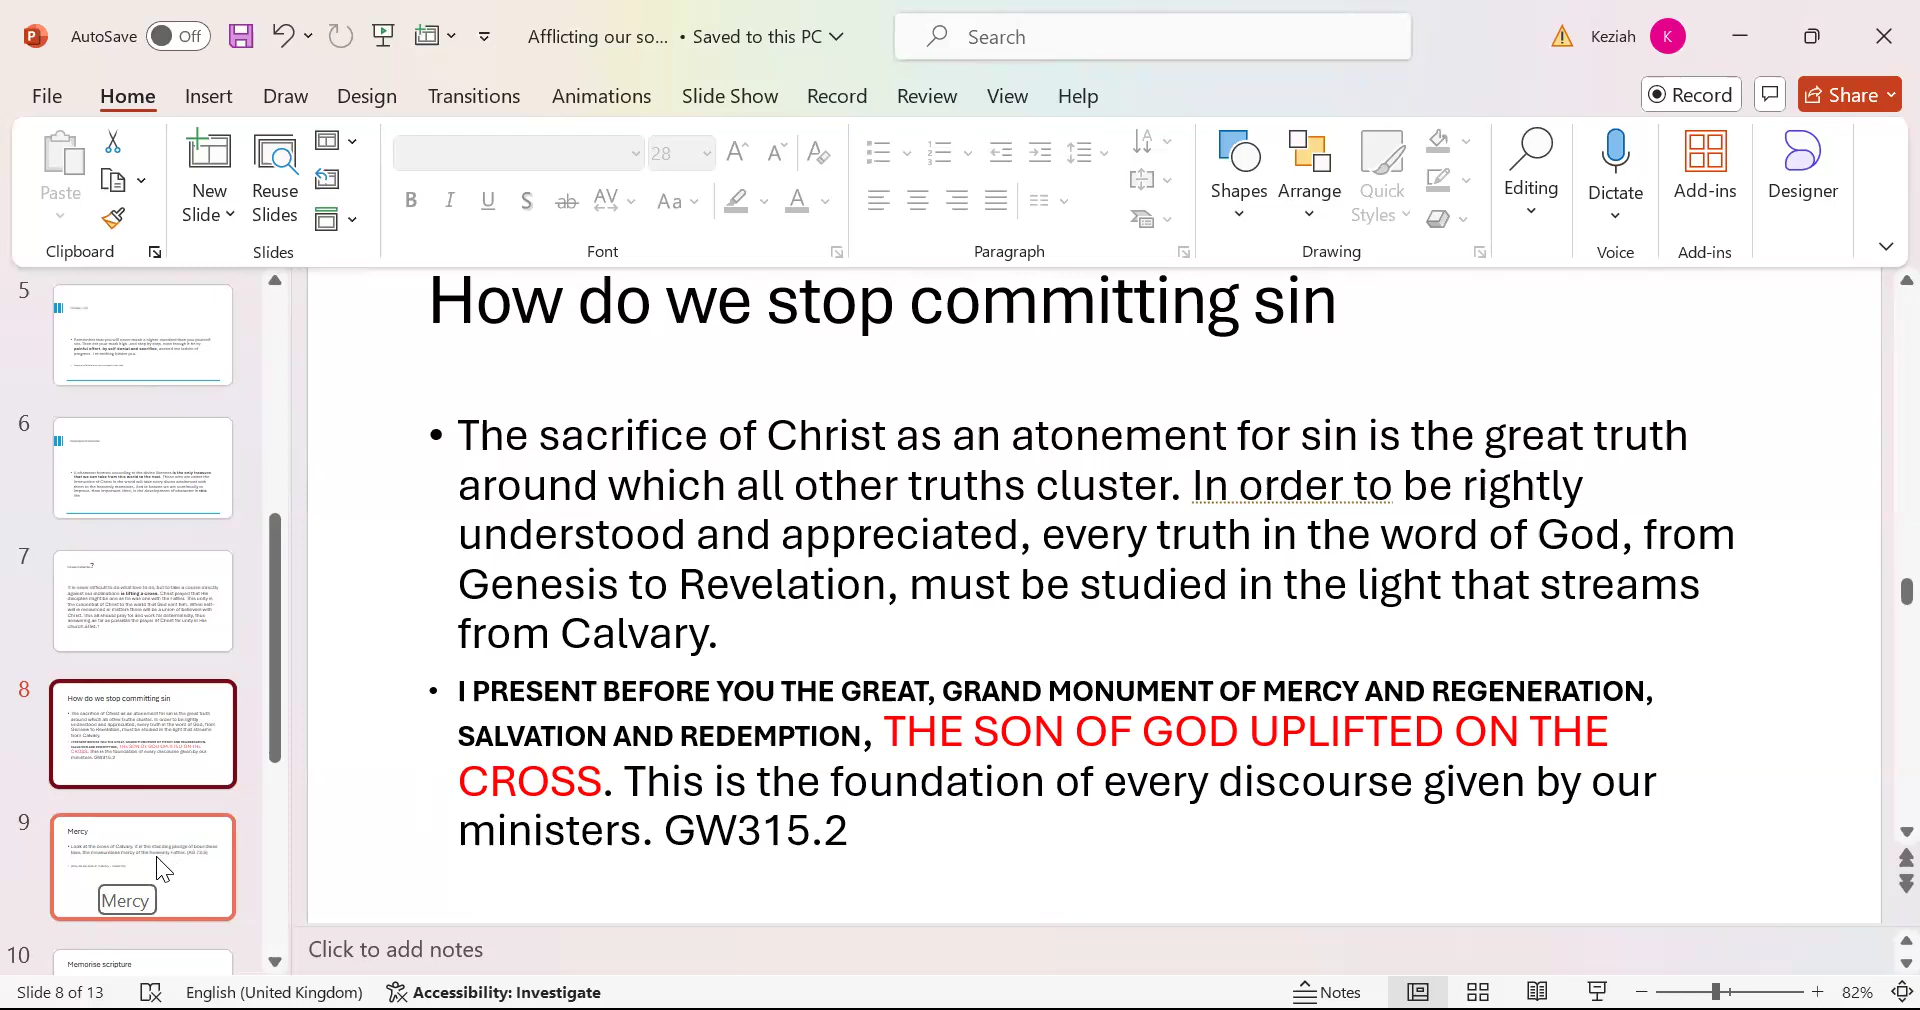 AutoSave Off
Afflicting our so... • Saved to this PC
Search
Keziah K
File Home Insert Draw Design Transitions Animations Slide Show Record Review View Help
Record Share
Paste
New Slide
Reuse Slides
28
Shapes Arrange Quick Styles
Editing
Dictate
Add-ins
Designer
Clipboard Slides Font Paragraph Drawing Voice Add-ins
5
6
7
8
How do we stop committing sin
9
Mercy
Mercy
10
Memorise scripture
How do we stop committing sin
• The sacrifice of Christ as an atonement for sin is the great truth
around which all other truths cluster. In order to be rightly
understood and appreciated, every truth in the word of God, from
Genesis to Revelation, must be studied in the light that streams
from Calvary.
• I PRESENT BEFORE YOU THE GREAT, GRAND MONUMENT OF MERCY AND REGENERATION,
SALVATION AND REDEMPTION, THE SON OF GOD UPLIFTED ON THE
CROSS. This is the foundation of every discourse given by our
ministers. GW315.2
Click to add notes
Slide 8 of 13 English (United Kingdom) Accessibility: Investigate Notes 82%